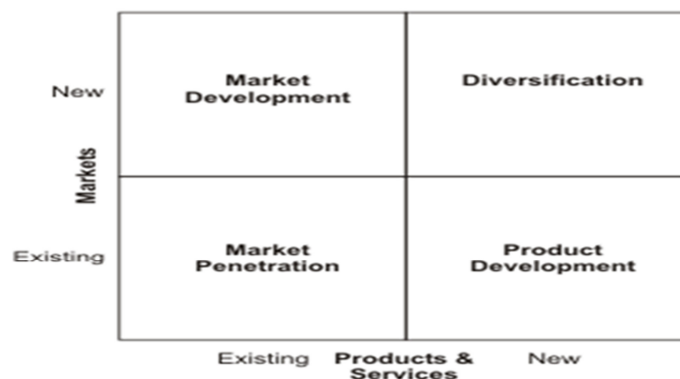 New
Market
Development
Diversification
Markets
Existing
Market
Penetration
Product
Development
Existing
Products &
Services
New